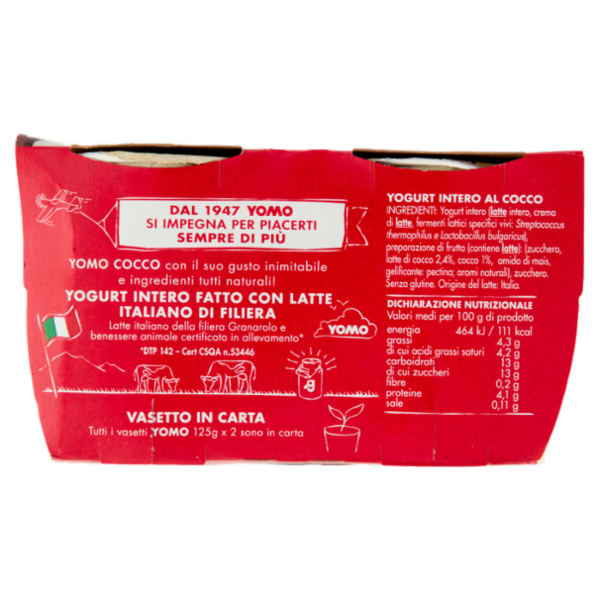 DAL 1947 YOMO
SI IMPEGNA PER PIACERTI
SEMPRE DI PIÙ
YOMO COCCO con il suo gusto inimitabile
e ingredienti tutti naturali!
YOGURT INTERO FATTO CON LATTE
ITALIANO DI FILIERA
Latte italiano della filiera Granarolo e
benessere animale certificato in allevamento*
*DTP 142 – Cert CSQA n.53446
YOMO
VASETTO IN CARTA
Tutti i vasetti YOMO 125g x 2 sono in carta
YOGURT INTERO AL COCCO
INGREDIENTI: Yogurt intero (latte intero, crema
di latte, fermenti lattici specifici vivi: Streptococcus
thermophilus e Lactobacillus bulgaricus),
preparazione di frutta (contiene latte): (zucchero,
latte di cocco 2,4%, cocco 1%, amido di mais,
gelificante: pectina; aromi naturali), zucchero.
Senza glutine. Origine del latte: Italia.
DICHIARAZIONE NUTRIZIONALE
Valori medi per 100 g di prodotto
energia 464 kJ / 111 kcal
grassi 4,3 g
di cui acidi grassi saturi 4,2 g
carboidrati 13 g
di cui zuccheri 13 g
fibre 0,2 g
proteine 4,1 g
sale 0,11 g